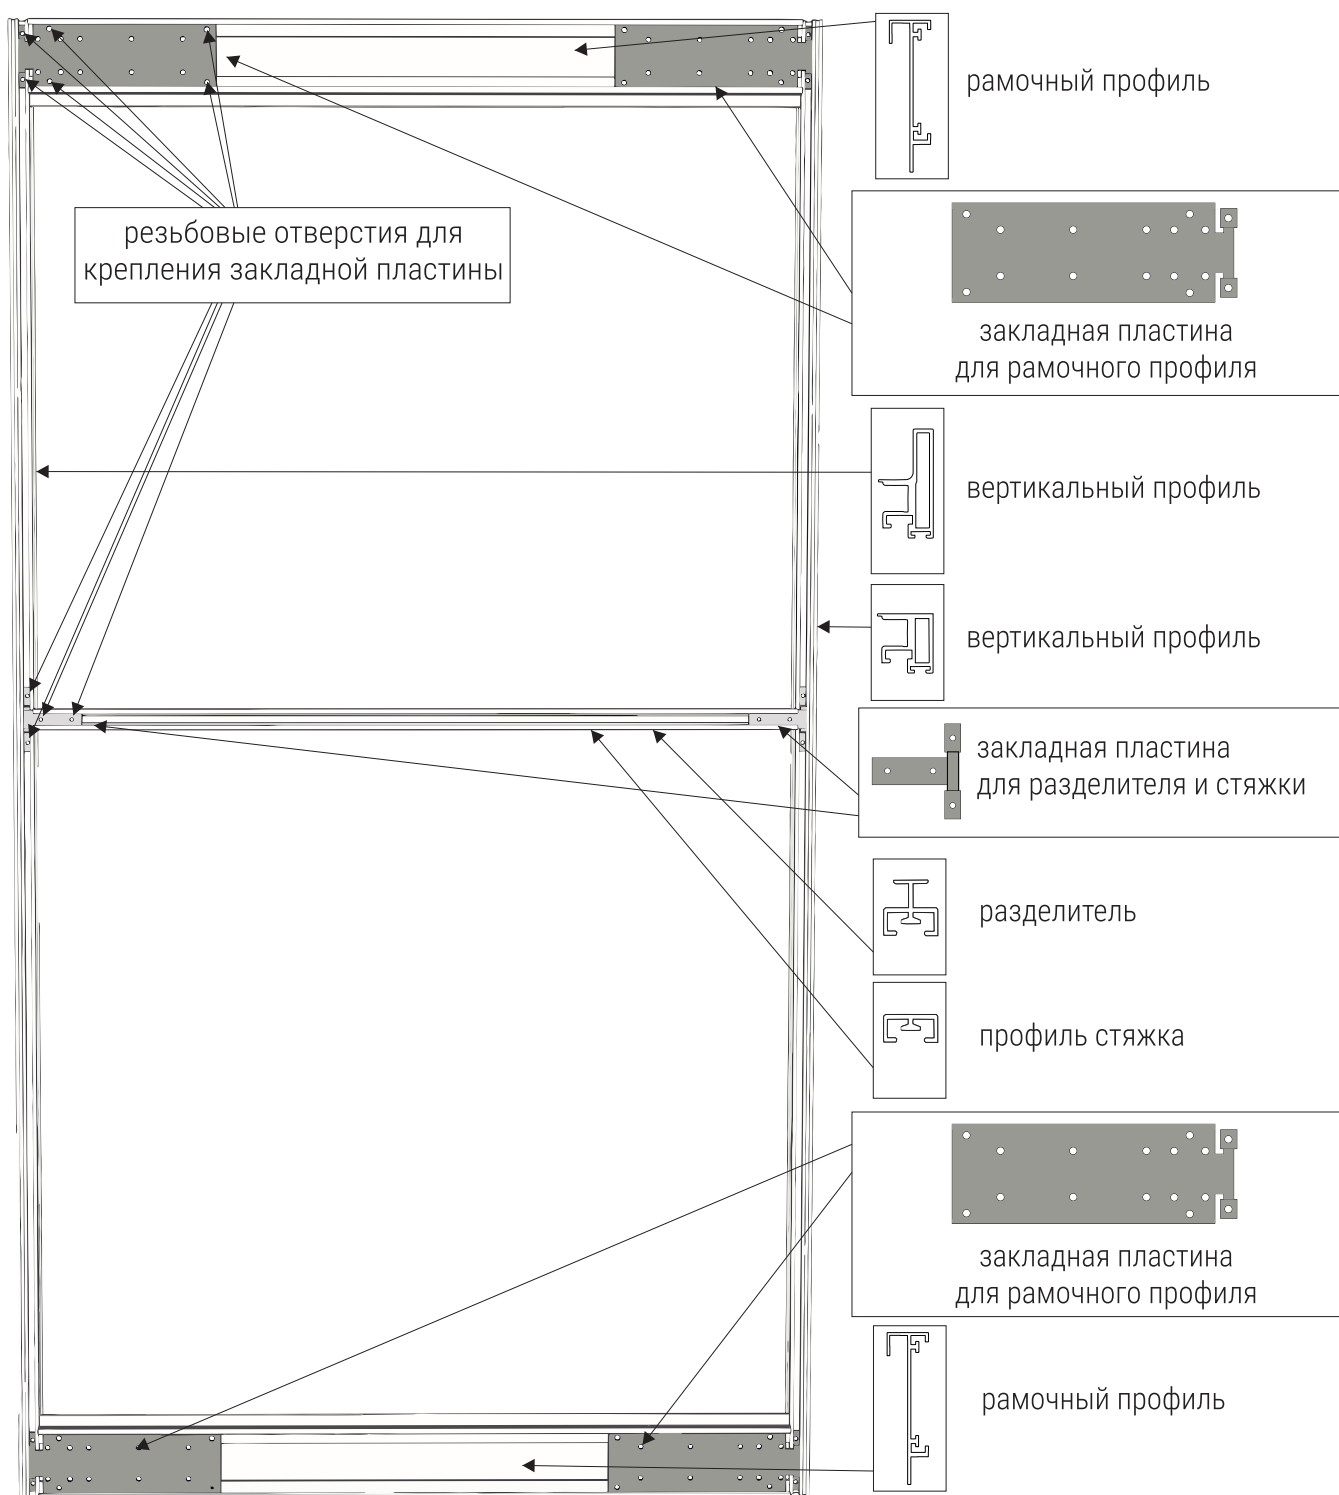 рамочный профиль
резьбовые отверстия для
крепления закладной пластины
закладная пластина
для рамочного профиля
вертикальный профиль
вертикальный профиль
закладная пластина
для разделителя и стяжки
разделитель
профиль стяжка
закладная пластина
для рамочного профиля
рамочный профиль